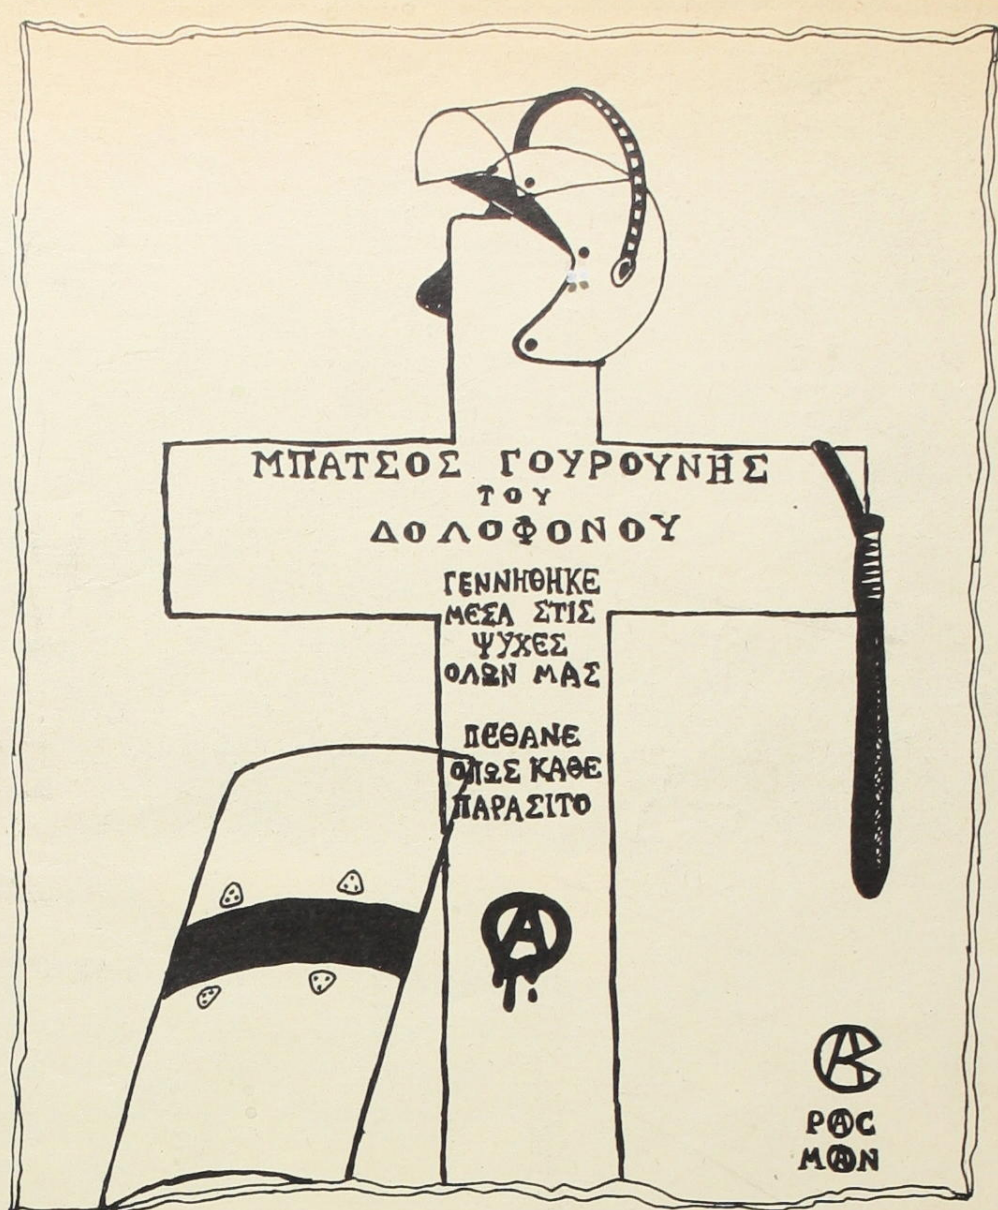 ΜΠΑΤΣΟΣ ΓΟΥΡΟΥΝΗΣ
ΤΟΥ
ΔΟΛΟΦΟΝΟΥ
ΓΕΝΝΗΘΗΚΕ
ΜΕΣΑ ΣΤΙΣ
ΨΥΧΕΣ
ΟΛΩΝ ΜΑΣ
ΠΕΘΑΝΕ
ΟΠΩΣ ΚΑΘΕ
ΠΑΡΑΣΙΤΟ
A
A
PAC
MAN